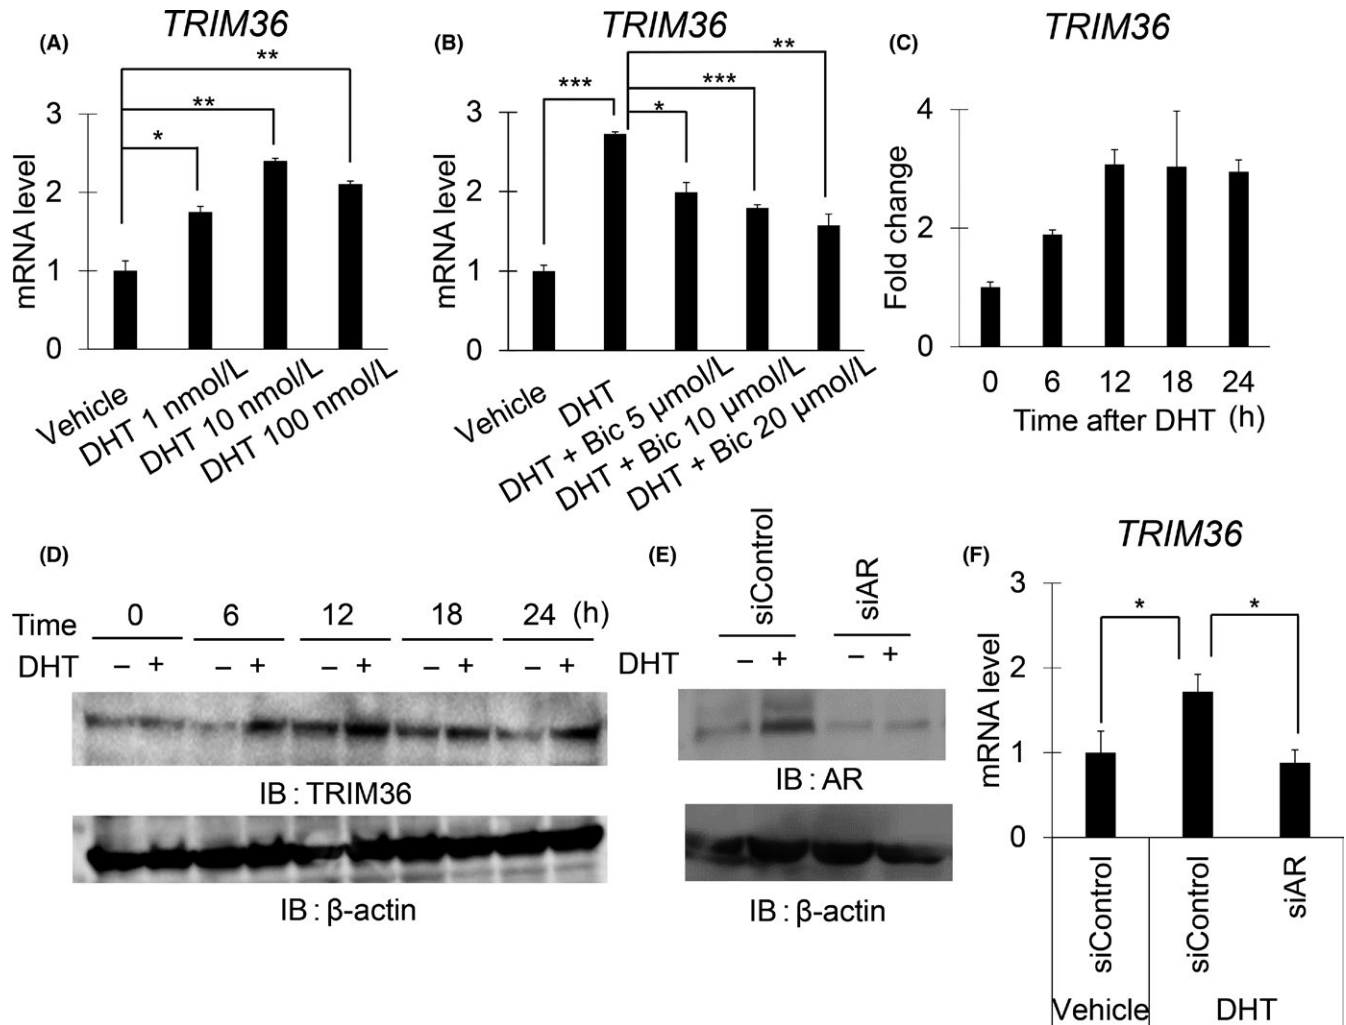 (A)
TRIM36
mRNA level
3
2
1
0
*
**
**
Vehicle
DHT 1 nmol/L
DHT 10 nmol/L
DHT 100 nmol/L
(B)
TRIM36
mRNA level
3
2
1
0
***
*
***
**
Vehicle
DHT
DHT + Bic 5 μmol/L
DHT + Bic 10 μmol/L
DHT + Bic 20 μmol/L
(C)
TRIM36
Fold change
4
2
0
0 6 12 18 24
Time after DHT (h)
(D)
Time 0 6 12 18 24 (h)
DHT − + − + − + − + − +
IB : TRIM36
IB : β-actin
(E)
siControl
siAR
DHT − + − +
IB : AR
IB : β-actin
(F)
TRIM36
mRNA level
3
2
1
0
*
*
siControl
siControl
siAR
Vehicle
DHT